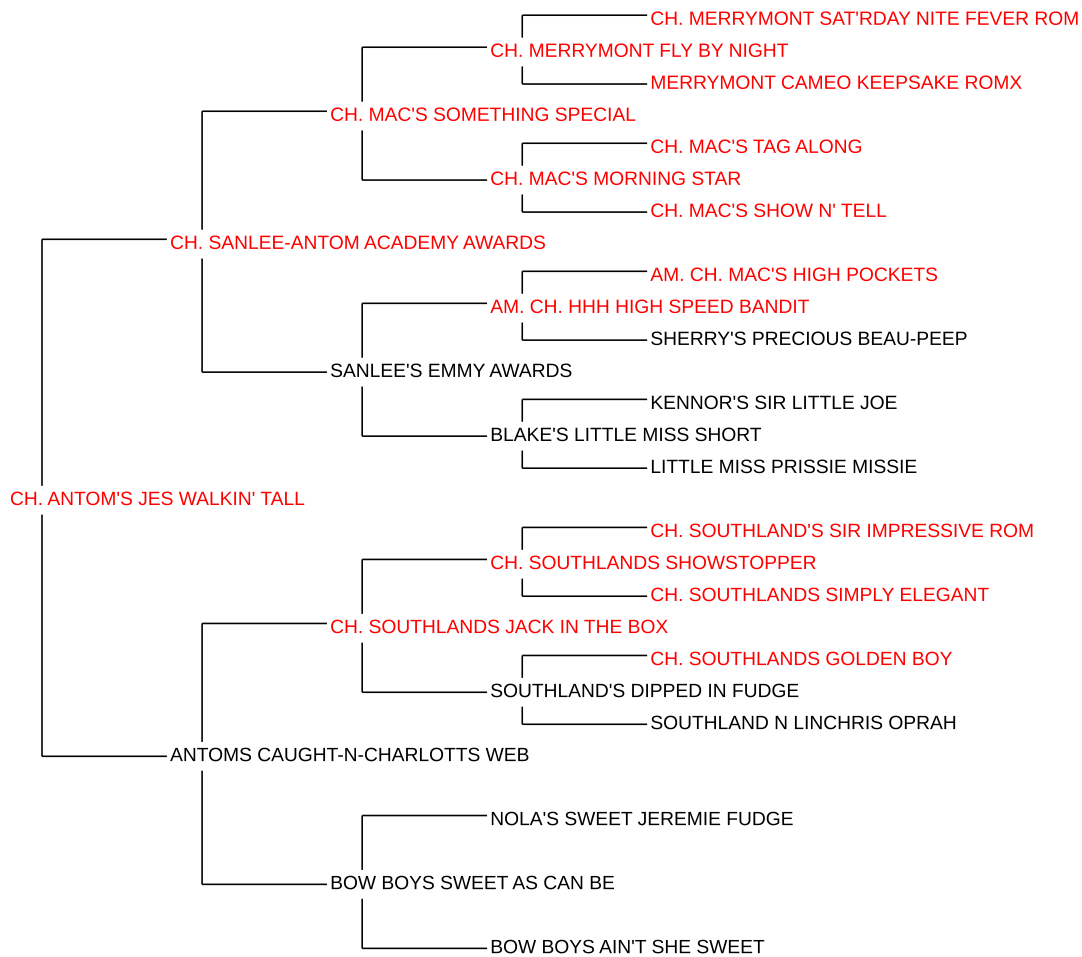 CH. MERRYMONT SAT'RDAY NITE FEVER ROM
CH. MERRYMONT FLY BY NIGHT
MERRYMONT CAMEO KEEPSAKE ROMX
CH. MAC'S SOMETHING SPECIAL
CH. MAC'S TAG ALONG
CH. MAC'S MORNING STAR
CH. MAC'S SHOW N' TELL
CH. SANLEE-ANTOM ACADEMY AWARDS
AM. CH. MAC'S HIGH POCKETS
AM. CH. HHH HIGH SPEED BANDIT
SHERRY'S PRECIOUS BEAU-PEEP
SANLEE'S EMMY AWARDS
KENNOR'S SIR LITTLE JOE
BLAKE'S LITTLE MISS SHORT
LITTLE MISS PRISSIE MISSIE
CH. ANTOM'S JES WALKIN' TALL
CH. SOUTHLAND'S SIR IMPRESSIVE ROM
CH. SOUTHLANDS SHOWSTOPPER
CH. SOUTHLANDS SIMPLY ELEGANT
CH. SOUTHLANDS JACK IN THE BOX
CH. SOUTHLANDS GOLDEN BOY
SOUTHLAND'S DIPPED IN FUDGE
SOUTHLAND N LINCHRIS OPRAH
ANTOMS CAUGHT-N-CHARLOTTS WEB
NOLA'S SWEET JEREMIE FUDGE
BOW BOYS SWEET AS CAN BE
BOW BOYS AIN'T SHE SWEET